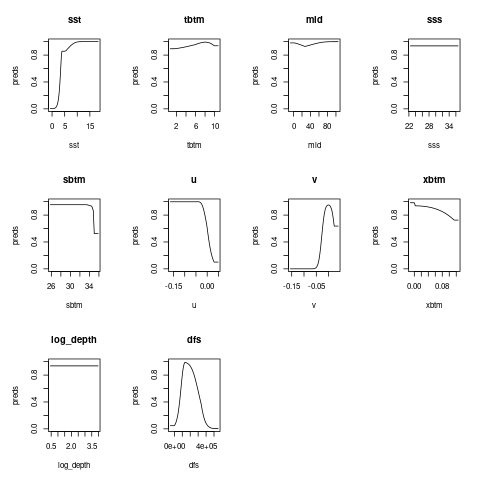 sst
preds
0.0 0.4 0.8
0 5 15
sst
tbtm
preds
0.0 0.4 0.8
2 6 10
tbtm
mld
preds
0.0 0.4 0.8
0 40 80
mld
sss
preds
0.0 0.4 0.8
22 28 34
sss
sbtm
preds
0.0 0.4 0.8
26 30 34
sbtm
u
preds
0.0 0.4 0.8
-0.15 0.00
u
v
preds
0.0 0.4 0.8
-0.15 -0.05
v
xbtm
preds
0.0 0.4 0.8
0.00 0.08
xbtm
log_depth
preds
0.0 0.4 0.8
0.5 2.0 3.5
log_depth
dfs
preds
0.0 0.4 0.8
0e+00 4e+05
dfs